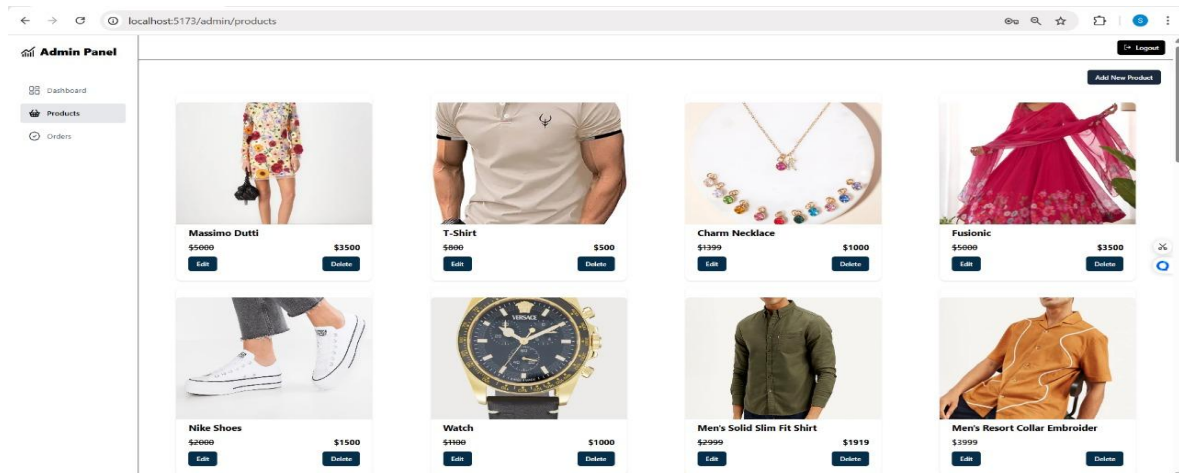 localhost:5173/admin/products
S
Admin Panel
Logout
Dashboard
Products
Orders
Add New Product
Massimo Dutti
$5000 $3500
Edit Delete
T-Shirt
$800 $500
Edit Delete
Charm Necklace
$1399 $1000
Edit Delete
Fusionic
$5000 $3500
Edit Delete
Nike Shoes
$2000 $1500
Edit Delete
VERSACE
Watch
$1100 $1000
Edit Delete
Men's Solid Slim Fit Shirt
$2999 $1919
Edit Delete
Men's Resort Collar Embroider
$3999
Edit Delete